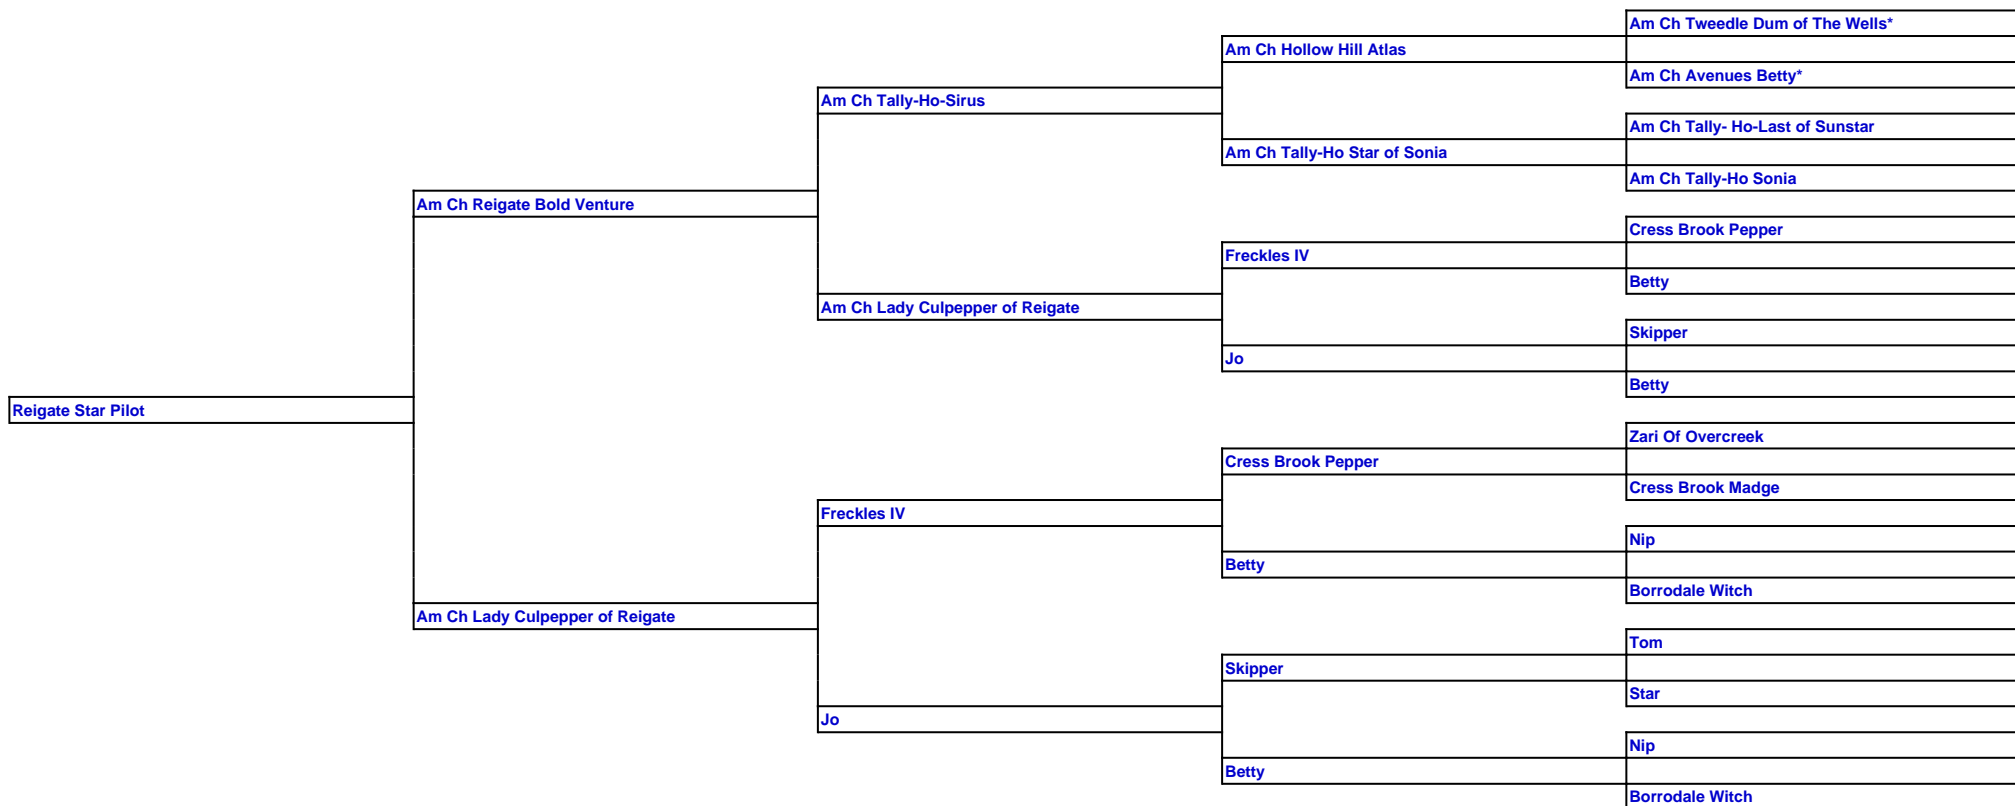 Am Ch Tweedle Dum of The Wells*
Am Ch Hollow Hill Atlas
Am Ch Avenues Betty*
Am Ch Tally-Ho-Sirus
Am Ch Tally- Ho-Last of Sunstar
Am Ch Tally-Ho Star of Sonia
Am Ch Tally-Ho Sonia
Am Ch Reigate Bold Venture
Cress Brook Pepper
Freckles IV
Betty
Am Ch Lady Culpepper of Reigate
Skipper
Jo
Betty
Reigate Star Pilot
Zari Of Overcreek
Cress Brook Pepper
Cress Brook Madge
Freckles IV
Nip
Betty
Borrodale Witch
Am Ch Lady Culpepper of Reigate
Tom
Skipper
Star
Jo
Nip
Betty
Borrodale Witch